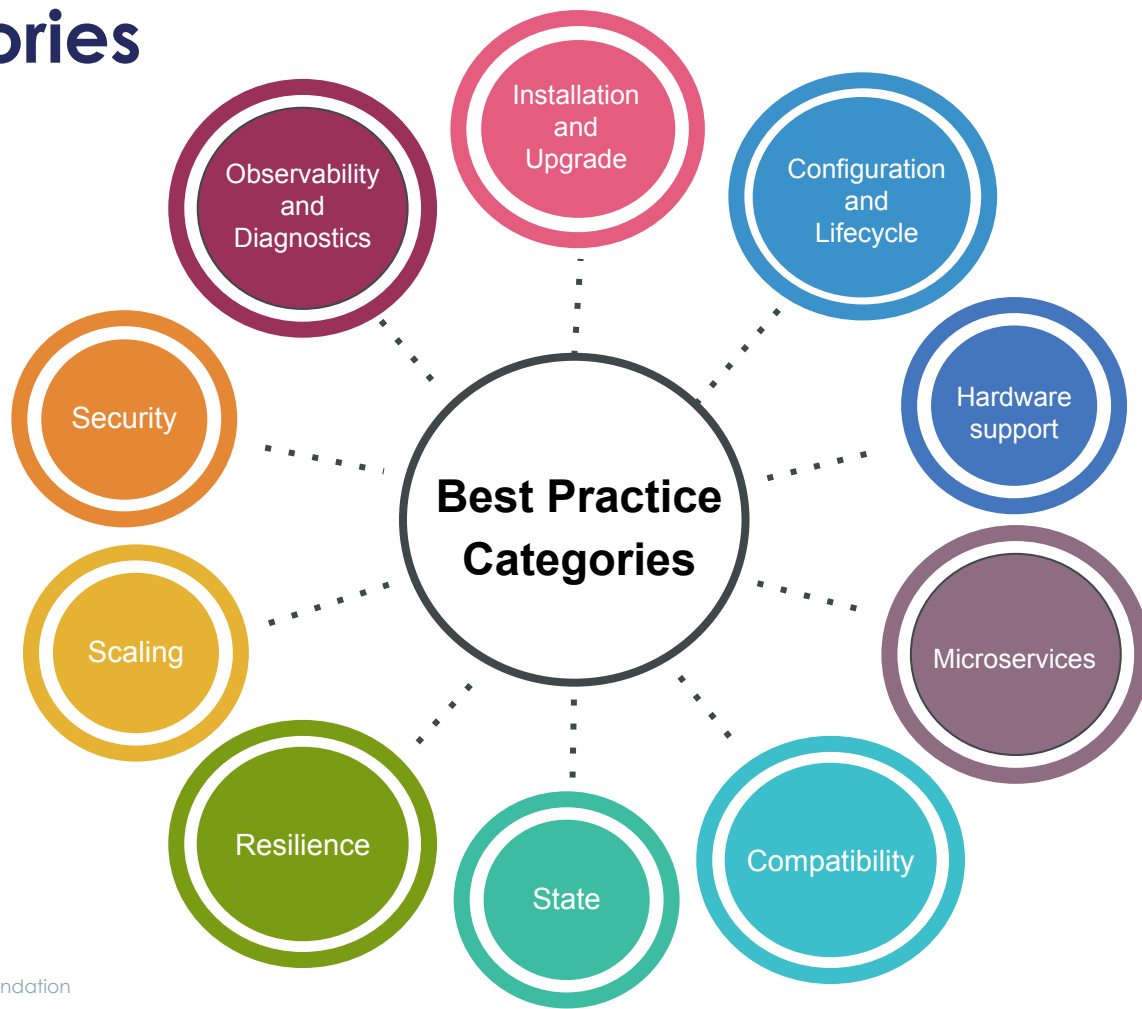 ories
Installation
and
Upgrade
Observability
and
Diagnostics
Configuration
and
Lifecycle
Security
Hardware
support
Best Practice
Categories
Scaling
Microservices
Resilience
State
Compatibility
ndation